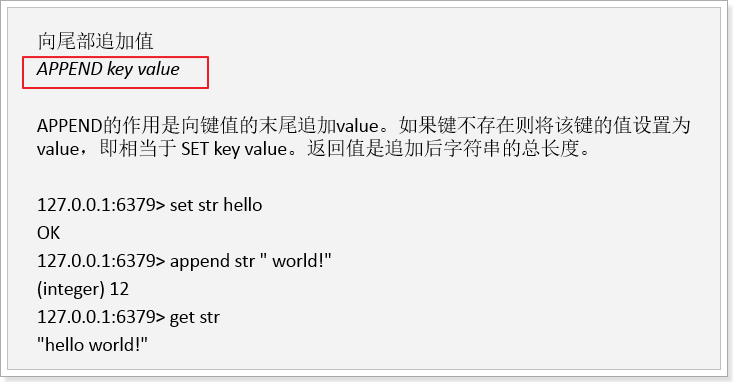 向尾部追加值
APPEND key value
APPEND的作用是向键值的末尾追加value。如果键不存在则将该键的值设置为
value，即相当于 SET key value。返回值是追加后字符串的总长度。
127.0.0.1:6379> set str hello
OK
127.0.0.1:6379> append str " world!"
(integer) 12
127.0.0.1:6379> get str
"hello world!"